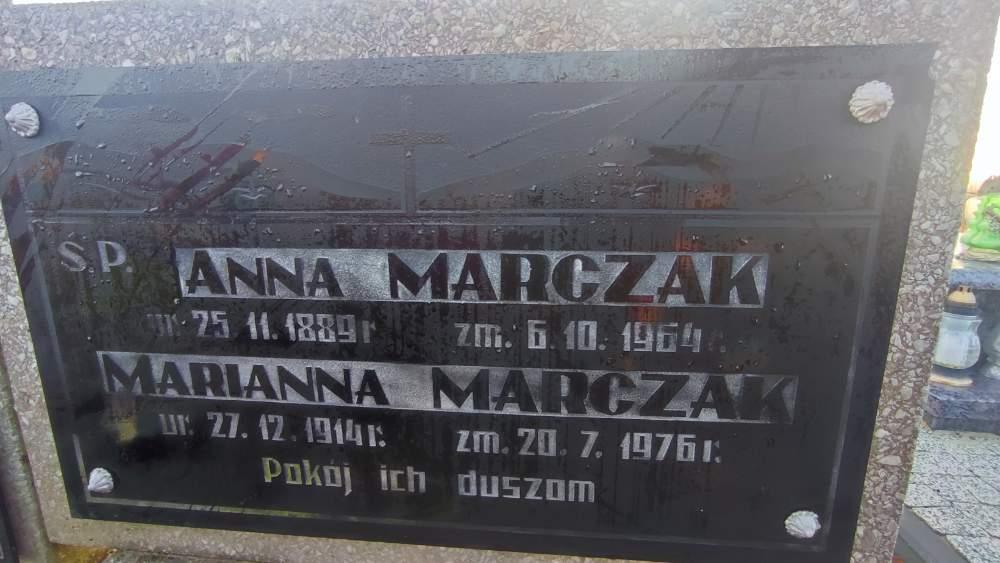 Ś.P. ANNA MARCZAK
ur. 25 11. 1889 r zm. 6. 10. 1964 r.
MARIANNA MARCZAK
ur. 27. 12. 1914 r. zm. 20. 7. 1976 r.
Pokój ich duszom